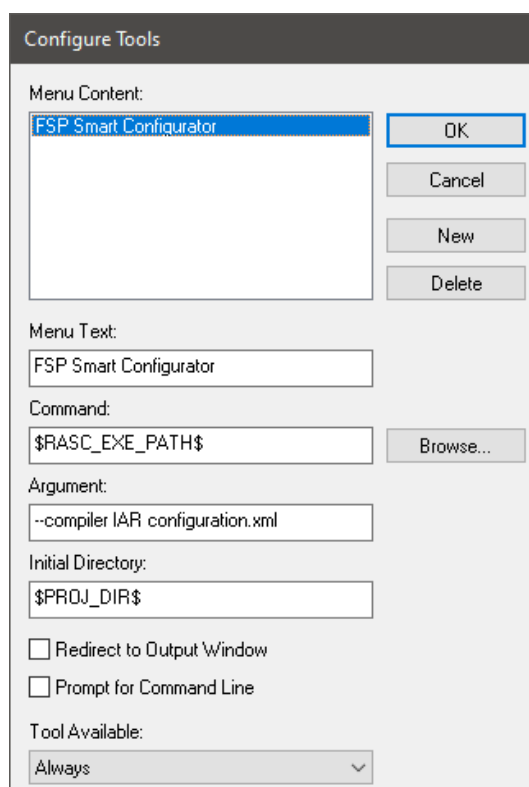 Configure Tools
Menu Content:
FSP Smart Configurator
OK
Cancel
New
Delete
Menu Text:
FSP Smart Configurator
Command:
$RASC_EXE_PATH$
Browse...
Argument:
--compiler IAR configuration.xml
Initial Directory:
$PROJ_DIR$
Redirect to Output Window
Prompt for Command Line
Tool Available:
Always